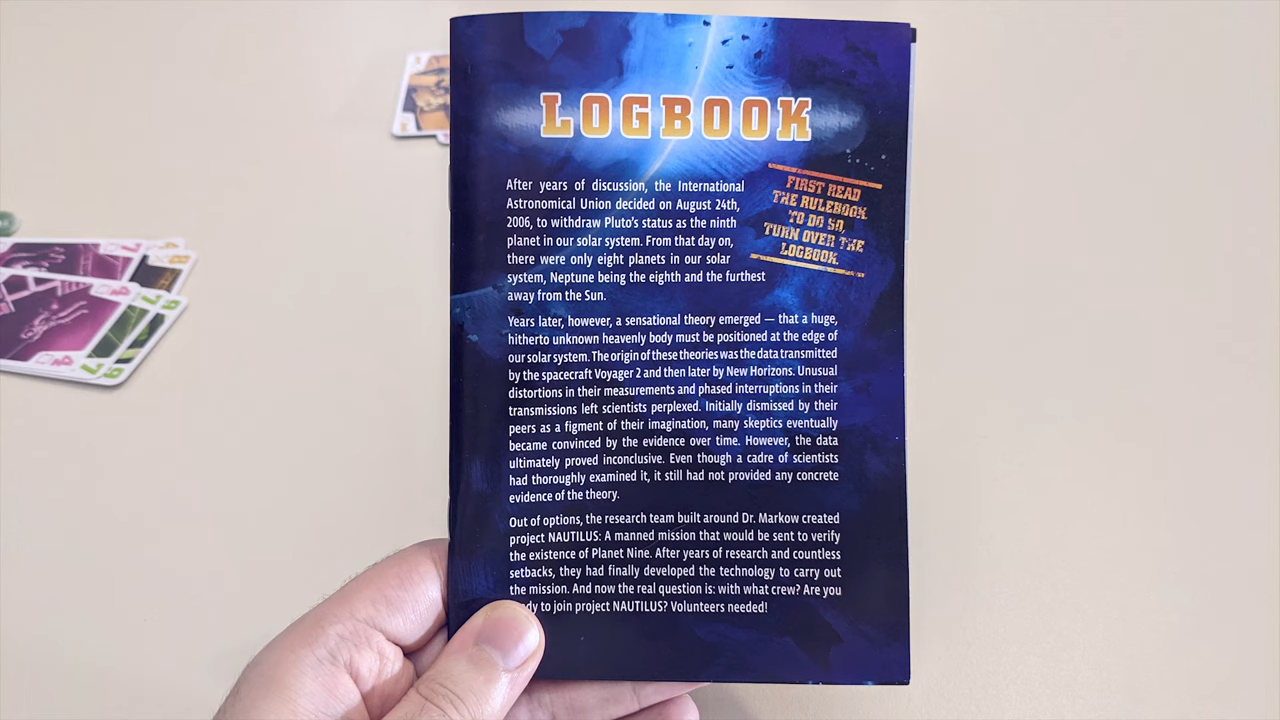 LOGBOOK
FIRST READ
THE RULEBOOK
TO DO SO,
TURN OVER THE
LOGBOOK.
After years of discussion, the International
Astronomical Union decided on August 24th,
2006, to withdraw Pluto's status as the ninth
planet in our solar system. From that day on,
there were only eight planets in our solar
system, Neptune being the eighth and the furthest
away from the Sun.
Years later, however, a sensational theory emerged — that a huge,
hitherto unknown heavenly body must be positioned at the edge of
our solar system. The origin of these theories was the data transmitted
by the spacecraft Voyager 2 and then later by New Horizons. Unusual
distortions in their measurements and phased interruptions in their
transmissions left scientists perplexed. Initially dismissed by their
peers as a figment of their imagination, many skeptics eventually
became convinced by the evidence over time. However, the data
ultimately proved inconclusive. Even though a cadre of scientists
had thoroughly examined it, it still had not provided any concrete
evidence of the theory.
Out of options, the research team built around Dr. Markow created
project NAUTILUS: A manned mission that would be sent to verify
the existence of Planet Nine. After years of research and countless
setbacks, they had finally developed the technology to carry out
the mission. And now the real question is: with what crew? Are you
to join project NAUTILUS? Volunteers needed!